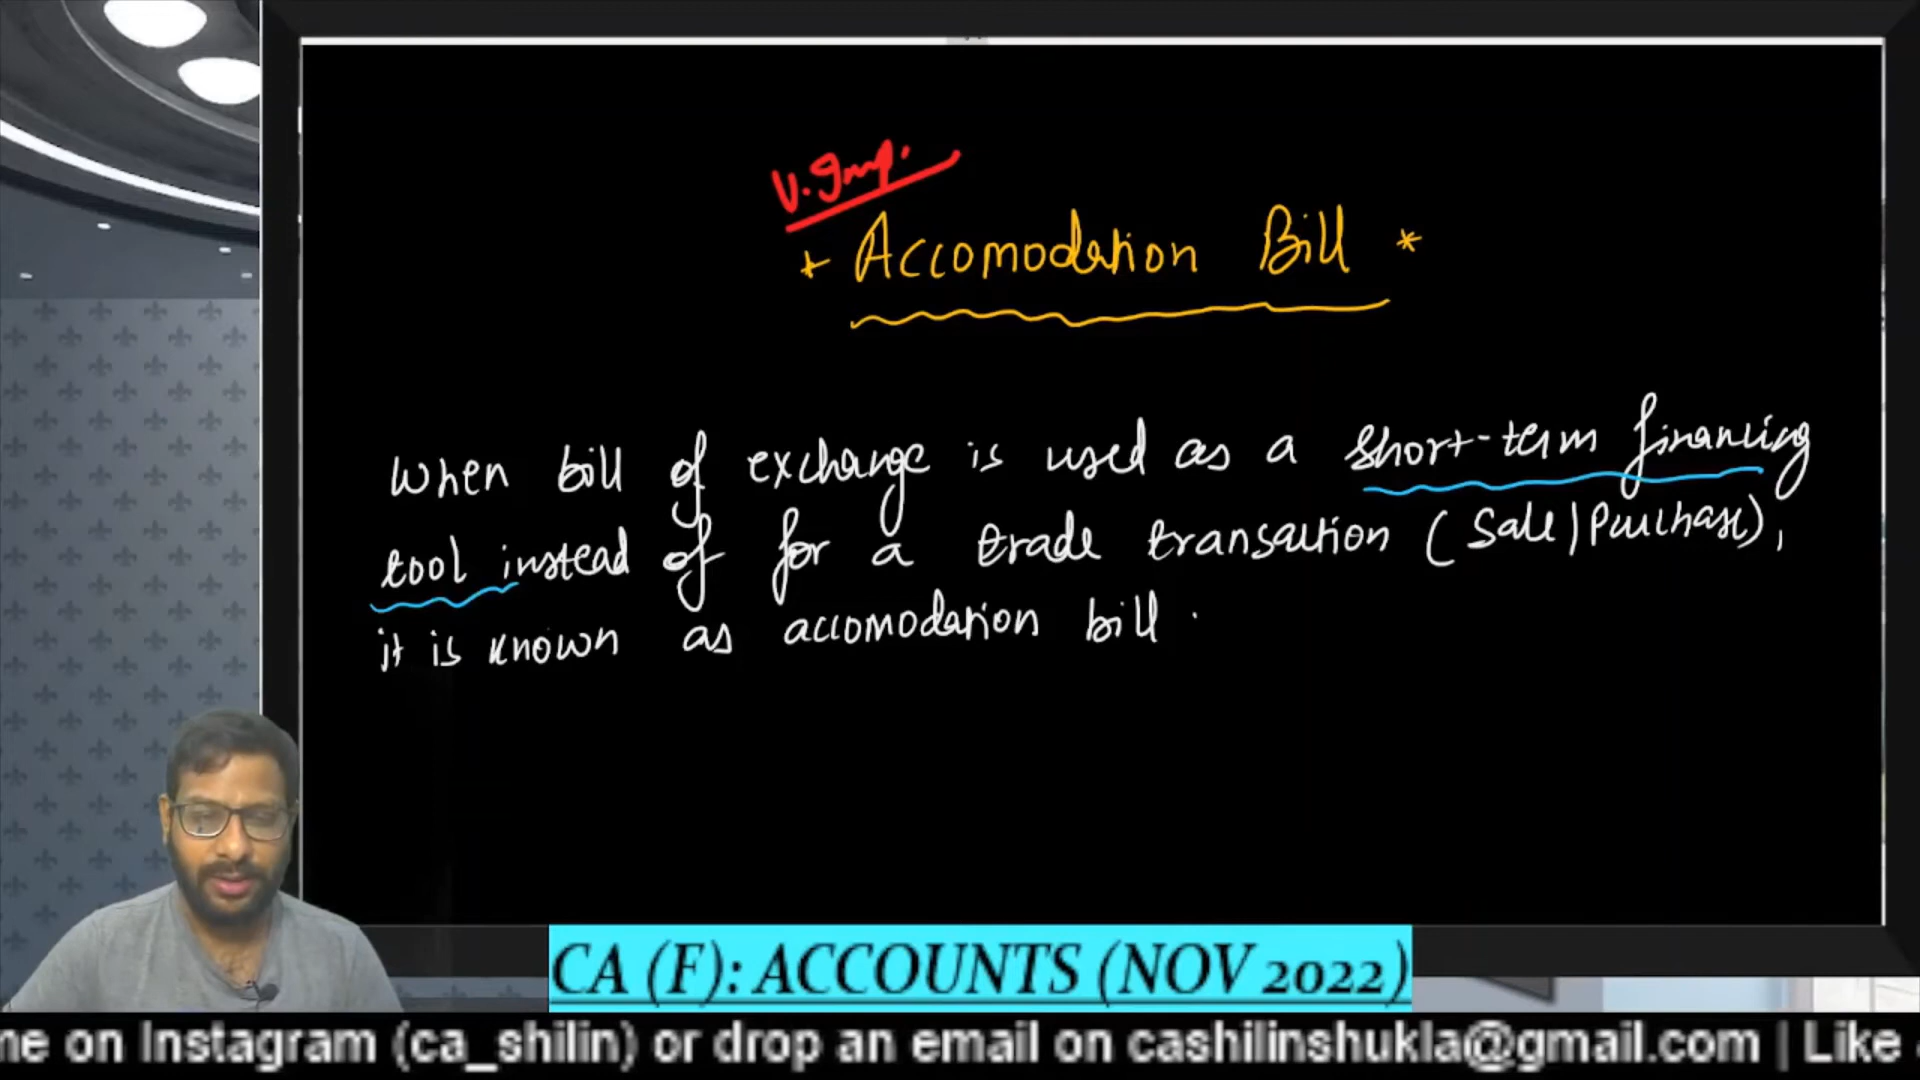 V. Imp.
* Accomodation Bill *
When bill of exchange is used as a short-term financing
tool instead of for a trade transaction (Sale/Purchase),
it is known as accomodation bill.
CA (F): ACCOUNTS (NOV 2022)
me on Instagram (ca_shilin) or drop an email on cashilinshukla@gmail.com | Like